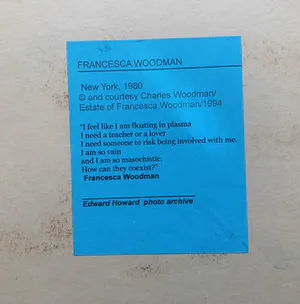 FRANCESCA WOODMAN
New York, 1980
© and courtesy Charles Woodman/
Estate of Francesca Woodman/1994
"I feel like I am floating in plasma
I need a teacher or a lover
I need someone to risk being involved with me.
I am so vain
and I am so masochistic.
How can they coexist?"
Francesca Woodman
Edward Howard photo archive